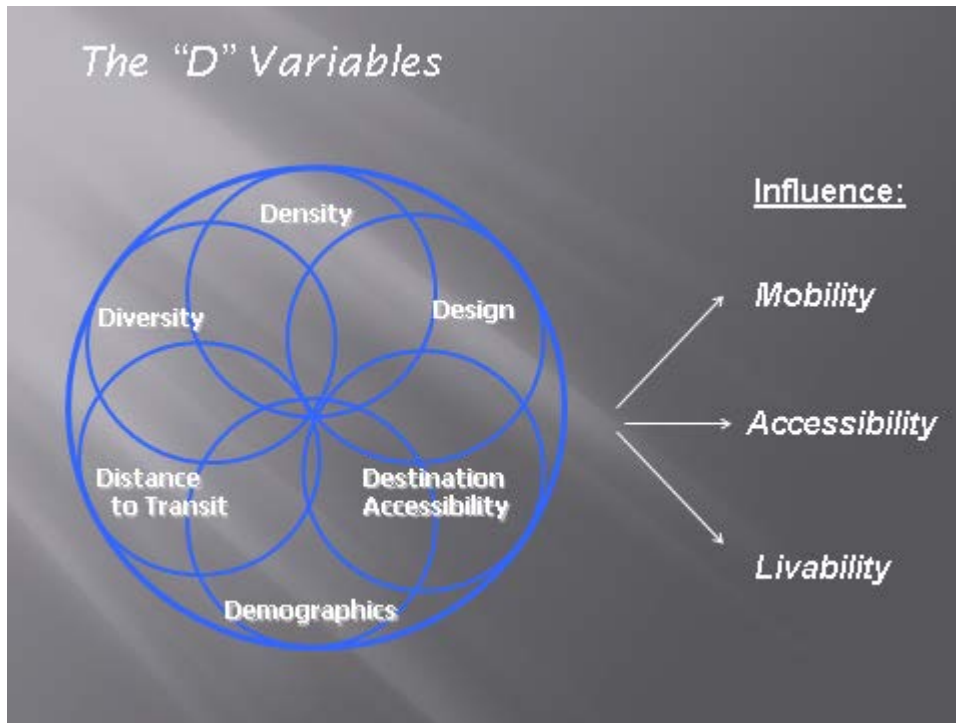 The “D” Variables
Density
Diversity
Design
Distance
to Transit
Destination
Accessibility
Demographics
Influence:
Mobility
Accessibility
Livability